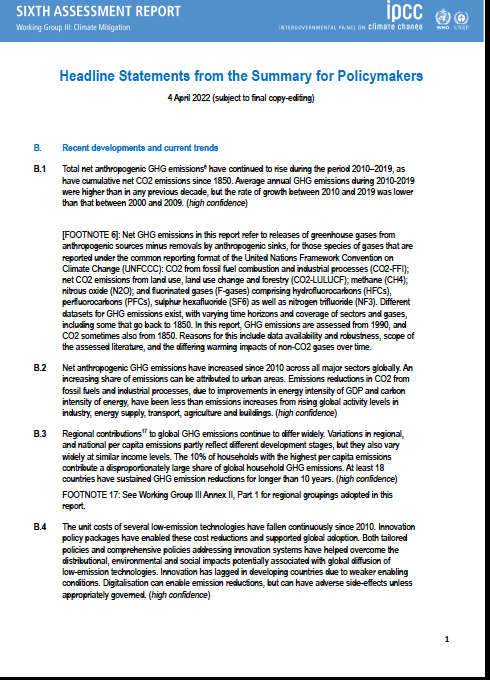 SIXTH ASSESSMENT REPORT
Working Group III: Climate Mitigation
ipcc
INTERGOVERNMENTAL PANEL ON climate change
WMO UNEP
Headline Statements from the Summary for Policymakers
4 April 2022 (subject to final copy-editing)
B. Recent developments and current trends
B.1 Total net anthropogenic GHG emissions⁶ have continued to rise during the period 2010–2019, as
have cumulative net CO2 emissions since 1850. Average annual GHG emissions during 2010-2019
were higher than in any previous decade, but the rate of growth between 2010 and 2019 was lower
than that between 2000 and 2009. (high confidence)
[FOOTNOTE 6]: Net GHG emissions in this report refer to releases of greenhouse gases from
anthropogenic sources minus removals by anthropogenic sinks, for those species of gases that are
reported under the common reporting format of the United Nations Framework Convention on
Climate Change (UNFCCC): CO2 from fossil fuel combustion and industrial processes (CO2-FFI);
net CO2 emissions from land use, land use change and forestry (CO2-LULUCF); methane (CH4);
nitrous oxide (N2O); and fluorinated gases (F-gases) comprising hydrofluorocarbons (HFCs),
perfluorocarbons (PFCs), sulphur hexafluoride (SF6) as well as nitrogen trifluoride (NF3). Different
datasets for GHG emissions exist, with varying time horizons and coverage of sectors and gases,
including some that go back to 1850. In this report, GHG emissions are assessed from 1990, and
CO2 sometimes also from 1850. Reasons for this include data availability and robustness, scope of
the assessed literature, and the differing warming impacts of non-CO2 gases over time.
B.2 Net anthropogenic GHG emissions have increased since 2010 across all major sectors globally. An
increasing share of emissions can be attributed to urban areas. Emissions reductions in CO2 from
fossil fuels and industrial processes, due to improvements in energy intensity of GDP and carbon
intensity of energy, have been less than emissions increases from rising global activity levels in
industry, energy supply, transport, agriculture and buildings. (high confidence)
B.3 Regional contributions¹⁷ to global GHG emissions continue to differ widely. Variations in regional,
and national per capita emissions partly reflect different development stages, but they also vary
widely at similar income levels. The 10% of households with the highest per capita emissions
contribute a disproportionately large share of global household GHG emissions. At least 18
countries have sustained GHG emission reductions for longer than 10 years. (high confidence)
FOOTNOTE 17: See Working Group III Annex II, Part 1 for regional groupings adopted in this
report.
B.4 The unit costs of several low-emission technologies have fallen continuously since 2010. Innovation
policy packages have enabled these cost reductions and supported global adoption. Both tailored
policies and comprehensive policies addressing innovation systems have helped overcome the
distributional, environmental and social impacts potentially associated with global diffusion of
low-emission technologies. Innovation has lagged in developing countries due to weaker enabling
conditions. Digitalisation can enable emission reductions, but can have adverse side-effects unless
appropriately governed. (high confidence)
1